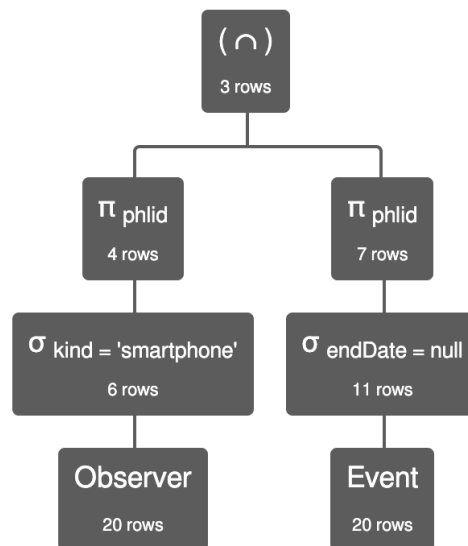 ( ∩ )
3 rows
π phlid
4 rows
π phlid
7 rows
σ kind = 'smartphone'
6 rows
σ endDate = null
11 rows
Observer
20 rows
Event
20 rows